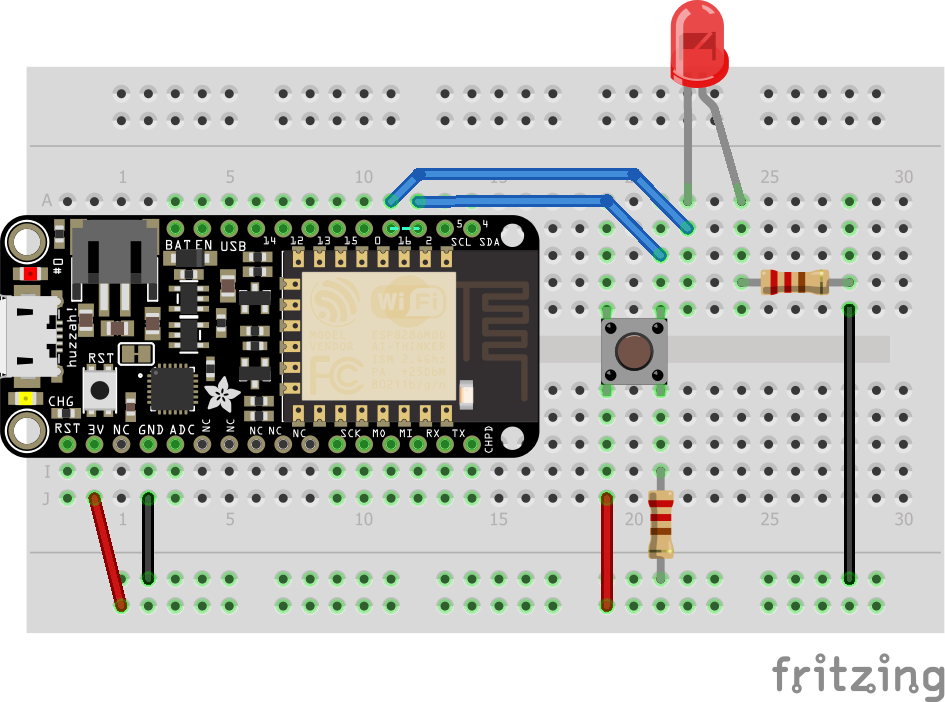 1 5 10 15 20 25 30
A
BAT EN USB 14 12 13 15 0 16 2 5 4
SCL SDA
#0
huzzah!
WiFi
FC
RST
CHG
RST 3V NC GND ADC NC NC NC NC NC SCK MO MI RX TX CHPD
I
J
1 5 10 15 20 25 30
fritzing